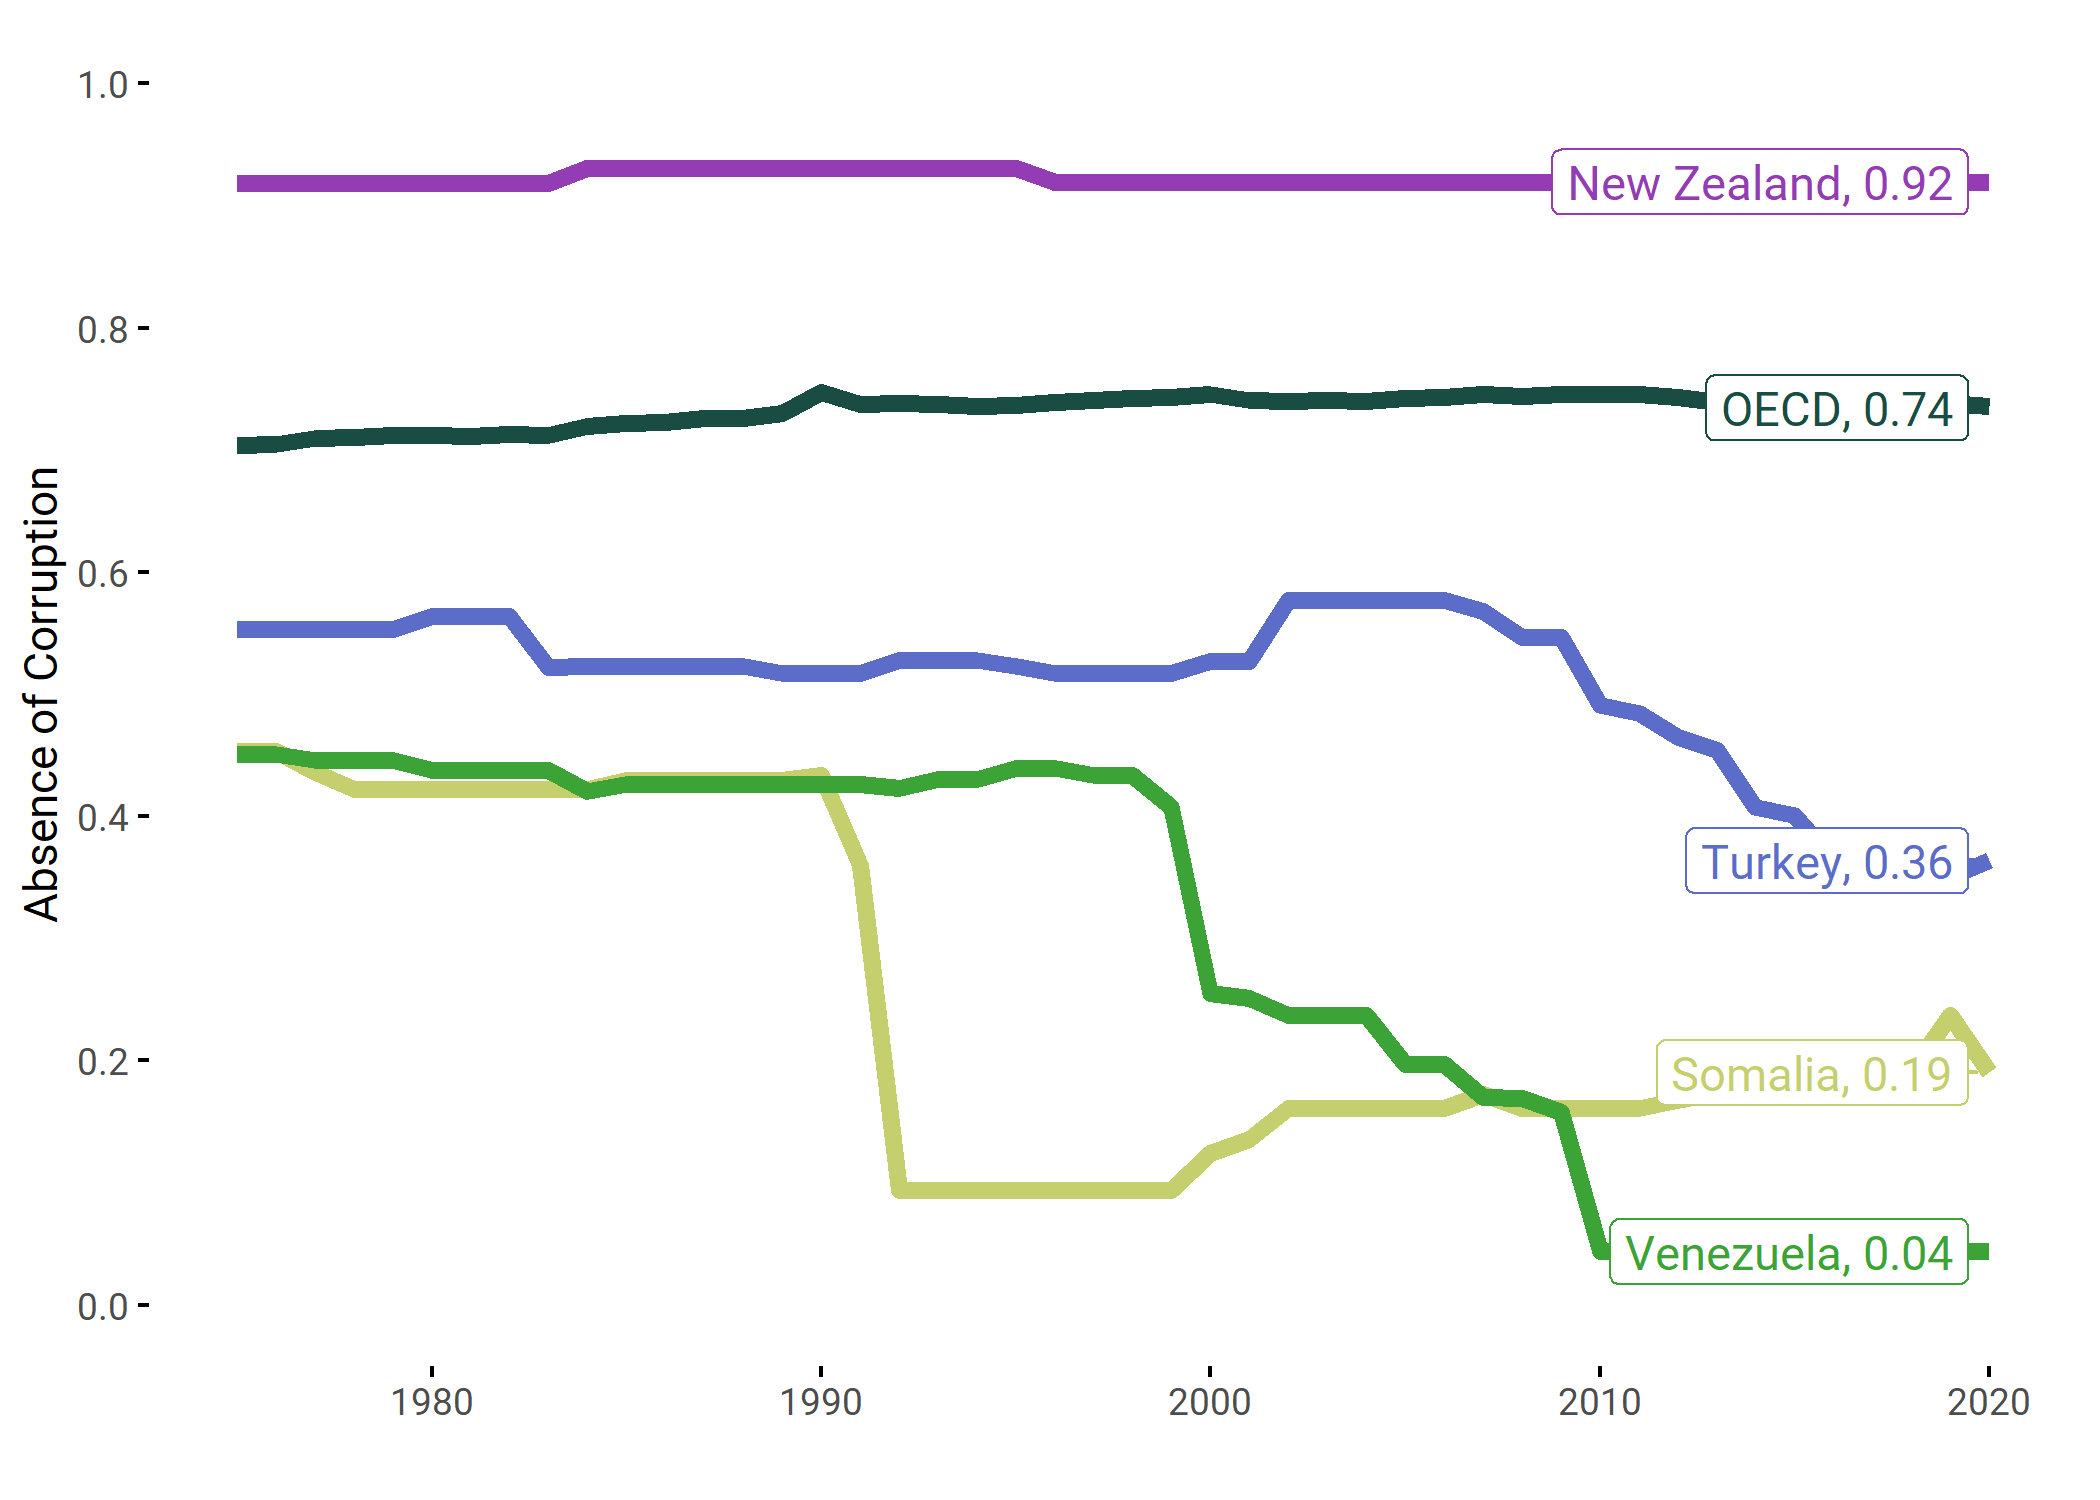 1.0
New Zealand, 0.92
0.8
OECD, 0.74
Absence of Corruption
0.6
0.4
Turkey, 0.36
0.2
Somalia, 0.19
Venezuela, 0.04
0.0
1980
1990
2000
2010
2020